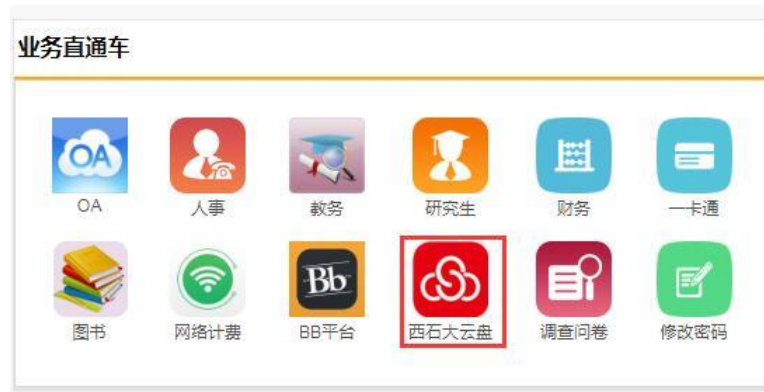 业务直通车
OA
OA 人事 教务 研究生 财务 一卡通
Bb
图书 网络计费 BB平台 西石大云盘 调查问卷 修改密码